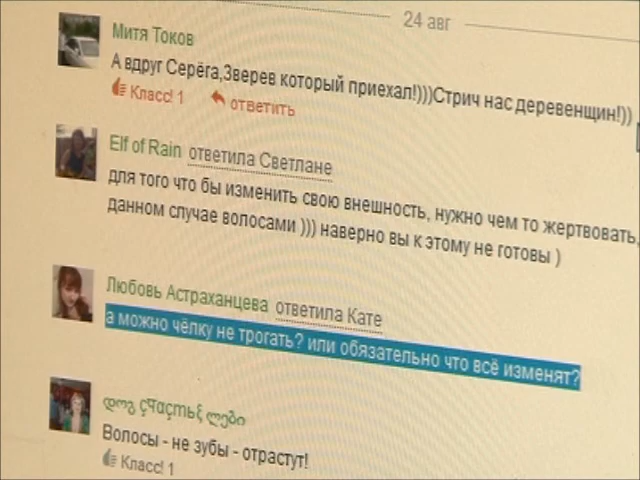 24 авг
Митя Токов
А вдруг Серёга,Зверев который приехал!)))Стрич нас деревенщин!))
Класс! 1 ответить
Elf of Rain ответила Светлане
для того что бы изменить свою внешность, нужно чем то жертвовать,
данном случае волосами ))) наверно вы к этому не готовы )
Любовь Астраханцева ответила Кате
а можно чёлку не трогать? или обязательно что всё изменят?
Волосы - не зубы - отрастут!
Класс! 1